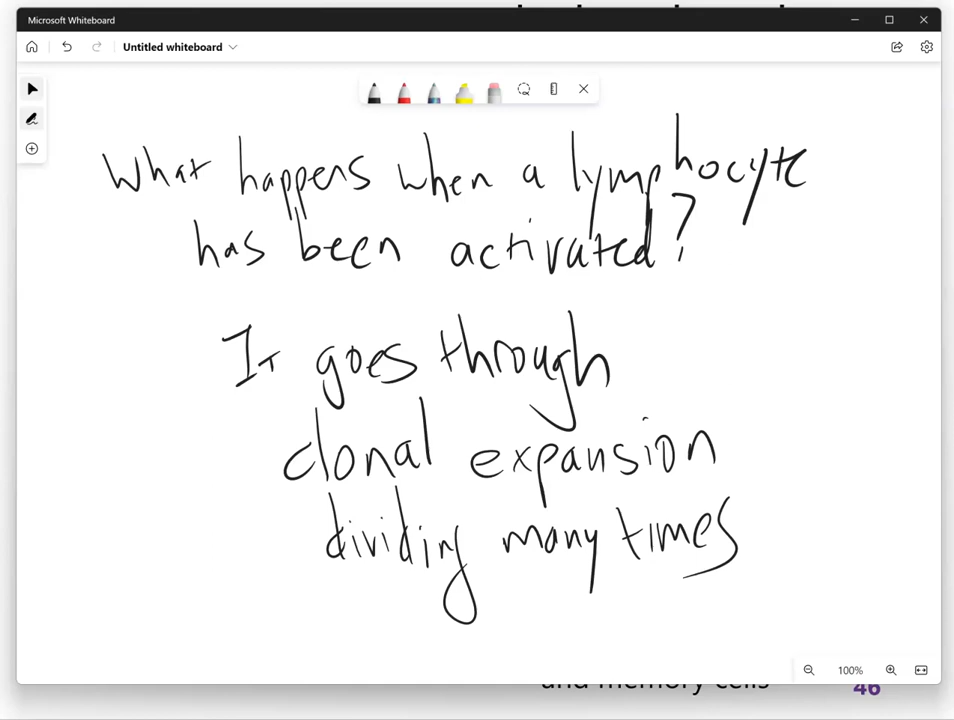 Microsoft Whiteboard
Untitled whiteboard
What happens when a lymphocyte
has been activated?
It goes through
clonal expansion
dividing many times
100%
and memory cells
46